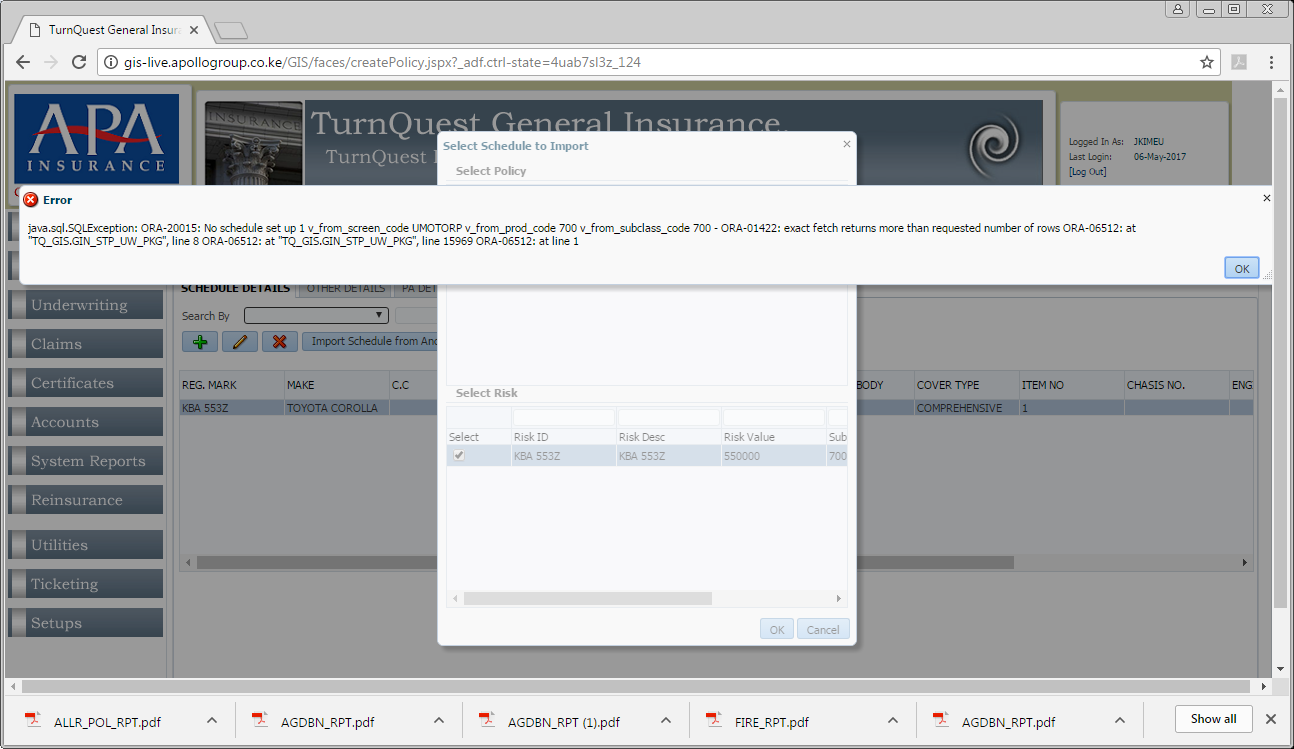 TurnQuest General Insura
gis-live.apollogroup.co.ke/GIS/faces/createPolicy.jspx?_adf.ctrl-state=4uab7sl3z_124
APA
INSURANCE
INSURANCE
TurnQuest General Insurance
TurnQuest
Logged In As: JKIMEU
Last Login: 06-May-2017
[Log Out]
Select Schedule to Import
Select Policy
Error
java.sql.SQLException: ORA-20015: No schedule set up 1 v_from_screen_code UMOTORP v_from_prod_code 700 v_from_subclass_code 700 - ORA-01422: exact fetch returns more than requested number of rows ORA-06512: at
"TQ_GIS.GIN_STP_UW_PKG", line 8 ORA-06512: at "TQ_GIS.GIN_STP_UW_PKG", line 15969 ORA-06512: at line 1
OK
SCHEDULE DETAILS OTHER DETAILS PA DET
Underwriting
Claims
Certificates
Accounts
System Reports
Reinsurance
Utilities
Ticketing
Setups
Search By
Import Schedule from Ano
REG. MARK MAKE C.C BODY COVER TYPE ITEM NO CHASIS NO. ENG
KBA 553Z TOYOTA COROLLA COMPREHENSIVE 1
Select Risk
Select Risk ID Risk Desc Risk Value Sub
KBA 553Z KBA 553Z 550000 700
OK Cancel
ALLR_POL_RPT.pdf AGDBN_RPT.pdf AGDBN_RPT (1).pdf FIRE_RPT.pdf AGDBN_RPT.pdf Show all